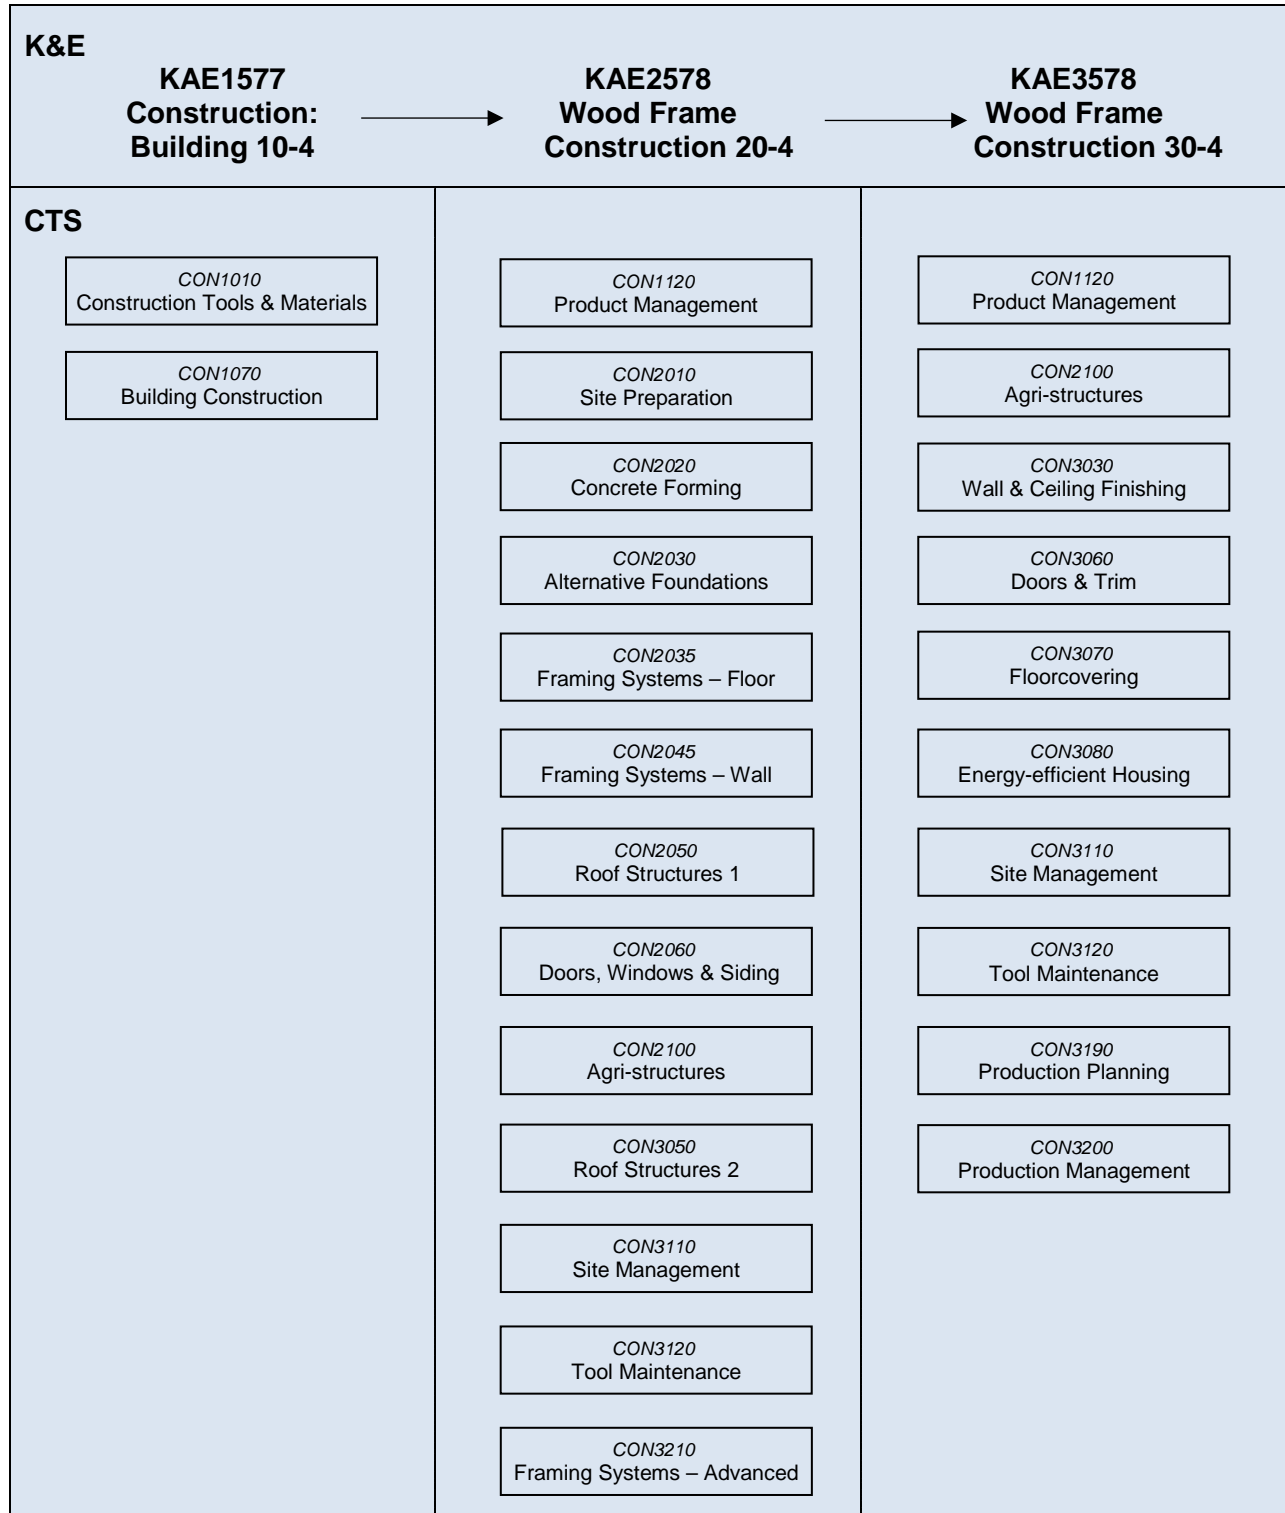 K&E
KAE1577
Construction:
Building 10-4
KAE2578
Wood Frame
Construction 20-4
KAE3578
Wood Frame
Construction 30-4
CTS
CON1010
Construction Tools & Materials
CON1070
Building Construction
CON1120
Product Management
CON2010
Site Preparation
CON2020
Concrete Forming
CON2030
Alternative Foundations
CON2035
Framing Systems – Floor
CON2045
Framing Systems – Wall
CON2050
Roof Structures 1
CON2060
Doors, Windows & Siding
CON2100
Agri-structures
CON3050
Roof Structures 2
CON3110
Site Management
CON3120
Tool Maintenance
CON3210
Framing Systems – Advanced
CON1120
Product Management
CON2100
Agri-structures
CON3030
Wall & Ceiling Finishing
CON3060
Doors & Trim
CON3070
Floorcovering
CON3080
Energy-efficient Housing
CON3110
Site Management
CON3120
Tool Maintenance
CON3190
Production Planning
CON3200
Production Management